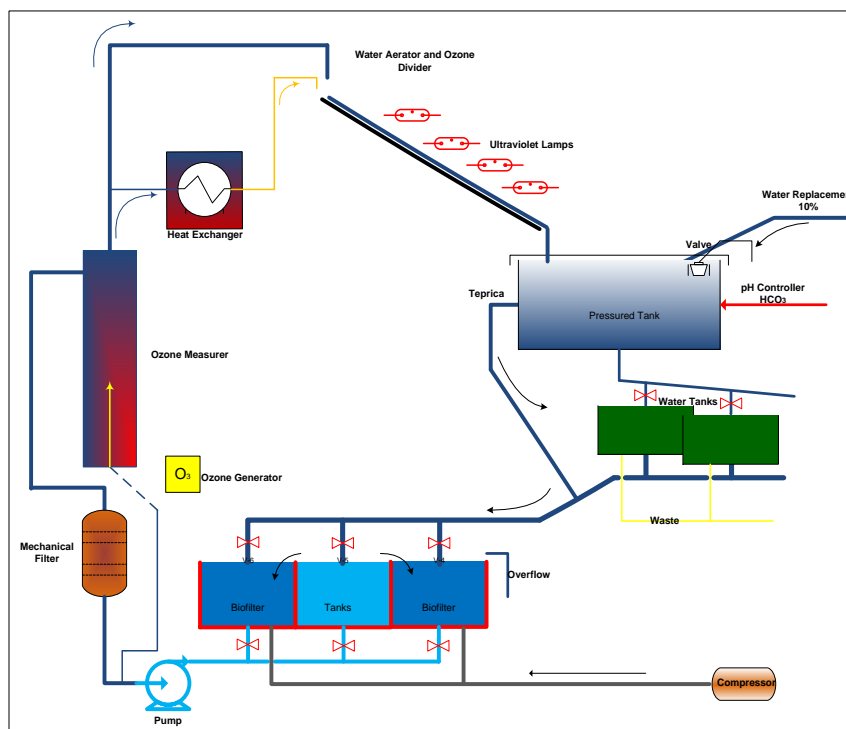 Water Aerator and Ozone
Divider
Ultraviolet Lamps
Water Replacemen
10%
Heat Exchanger
Valve
Teprica
pH Controller
HCO3
Pressured Tank
Ozone Measurer
Water Tanks
O3
Ozone Generator
Waste
Mechanical
Filter
Overflow
Biofilter
Tanks
Biofilter
Compressor
Pump